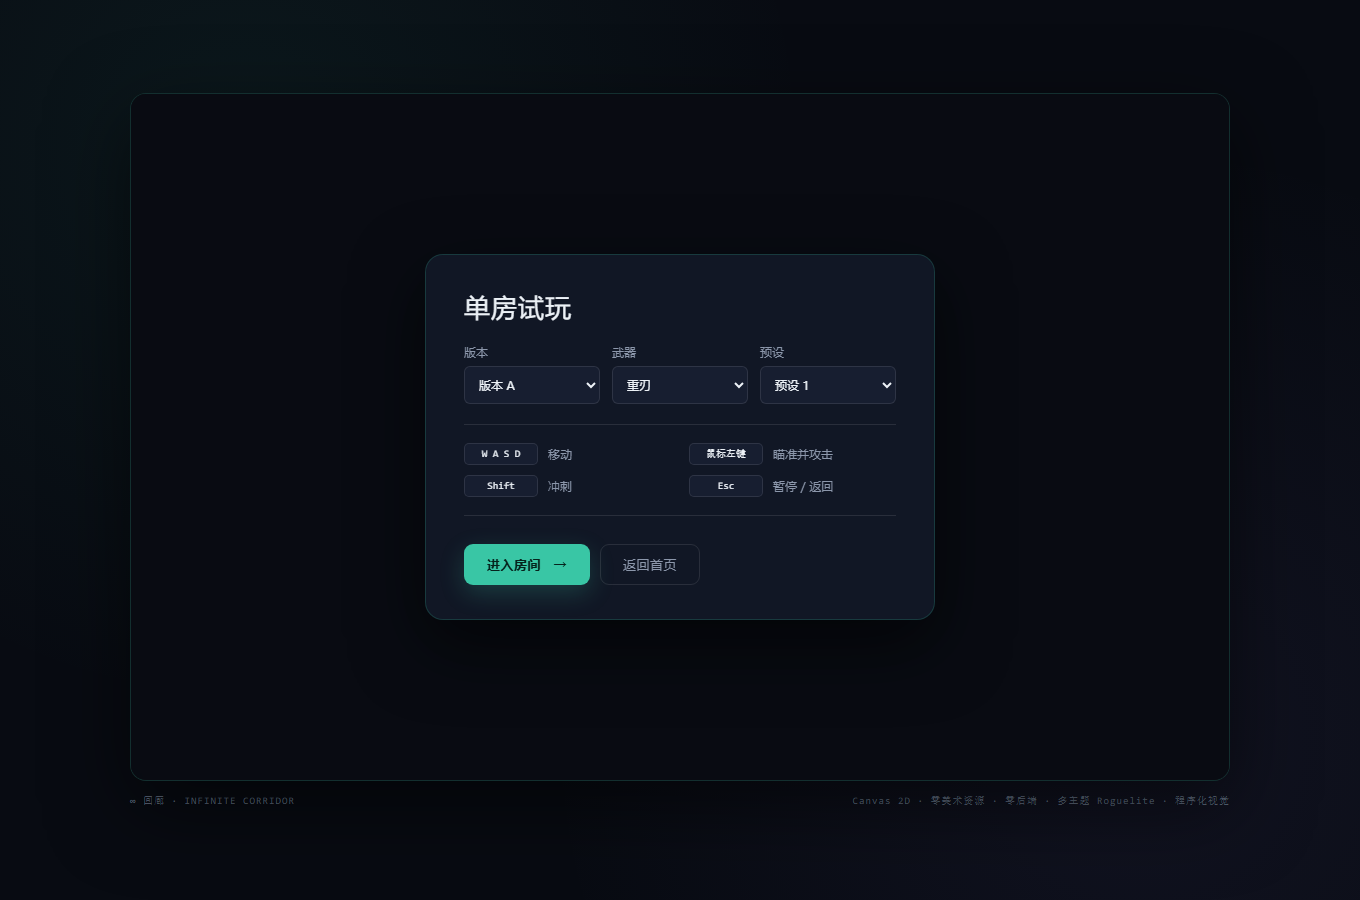 单房试玩
版本 武器 预设
版本 A 重刃 预设 1
W A S D 移动 鼠标左键 瞄准并攻击
Shift 冲刺 Esc 暂停 / 返回
进入房间 → 返回首页
∞ 回廊 · INFINITE CORRIDOR Canvas 2D · 零美术资源 · 零后端 · 多主题 Roguelite · 程序化视觉